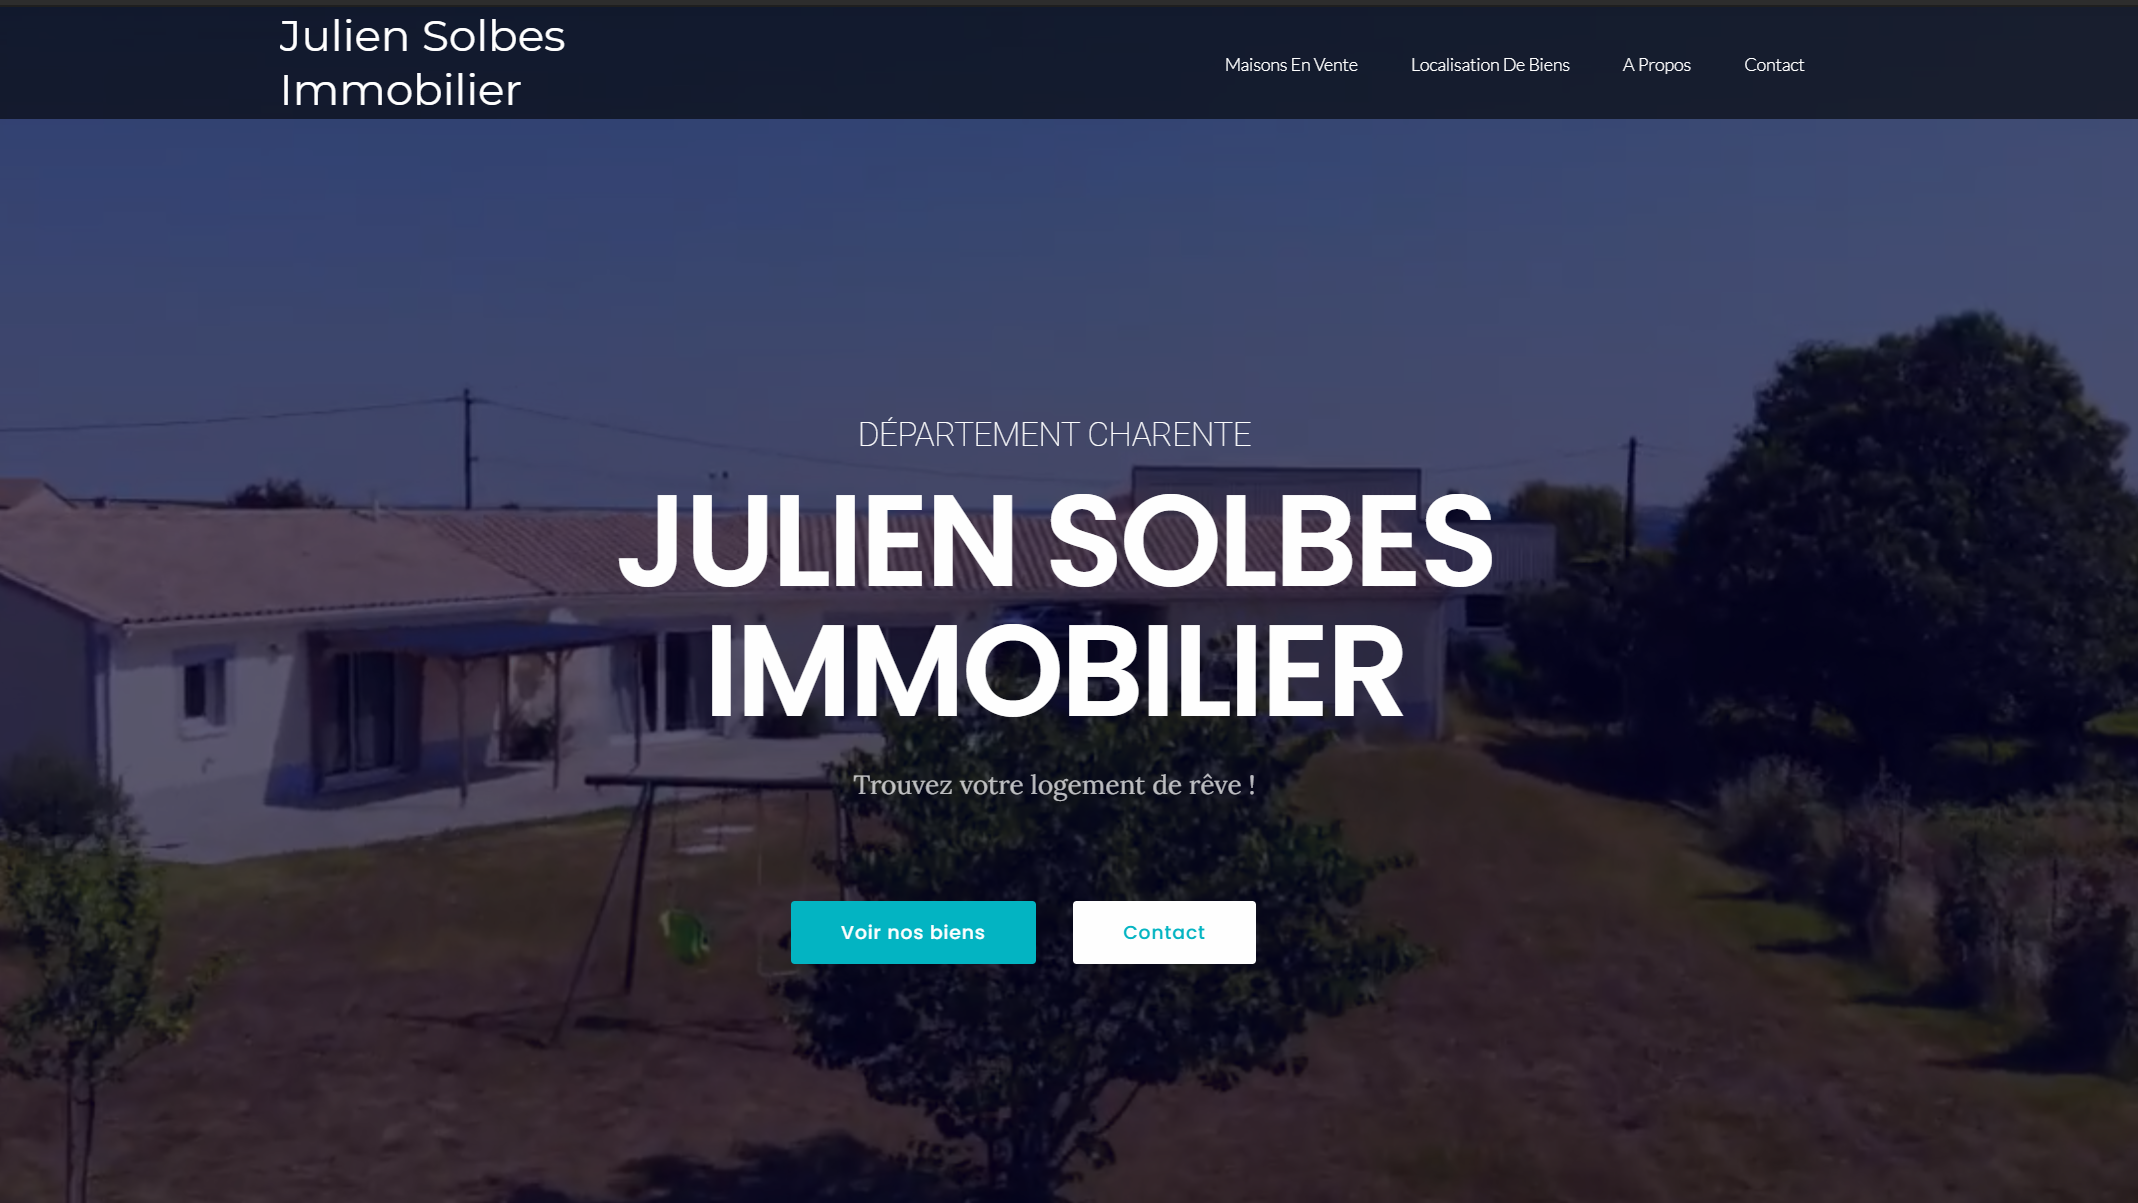 Julien Solbes
Immobilier
Maisons En Vente
Localisation De Biens
A Propos
Contact
DÉPARTEMENT CHARENTE
JULIEN SOLBES
IMMOBILIER
Trouvez votre logement de rêve !
Voir nos biens
Contact